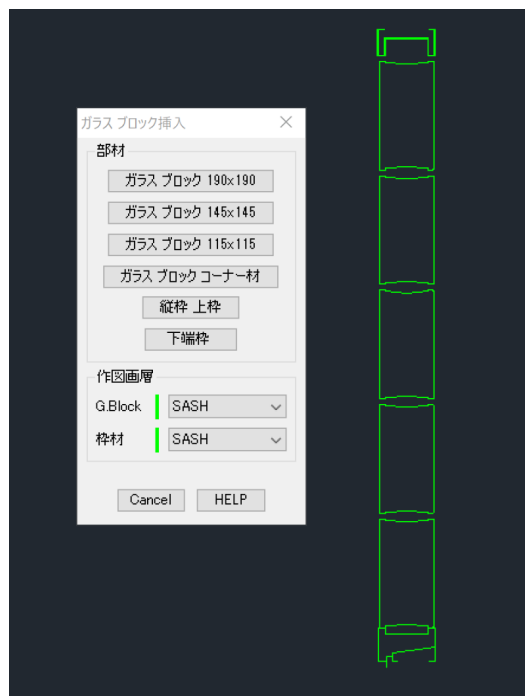 ガラス ブロック挿入
部材
ガラス ブロック 190x190
ガラス ブロック 145x145
ガラス ブロック 115x115
ガラス ブロック コーナー材
縦枠 上枠
下端枠
作図画層
G.Block SASH
枠材 SASH
Cancel HELP